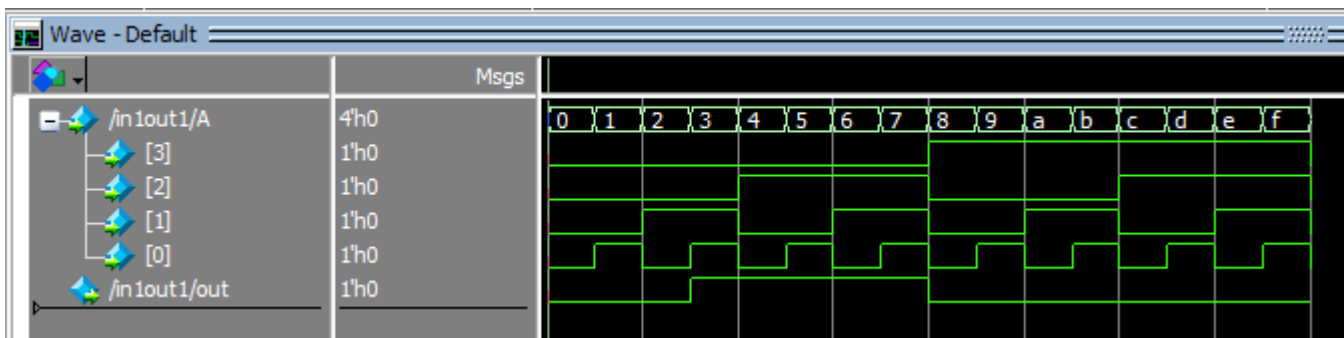 Wave - Default
Msgs
/in1out1/A 4'h0 0 1 2 3 4 5 6 7 8 9 a b c d e f
[3] 1'h0
[2] 1'h0
[1] 1'h0
[0] 1'h0
/in1out1/out 1'h0